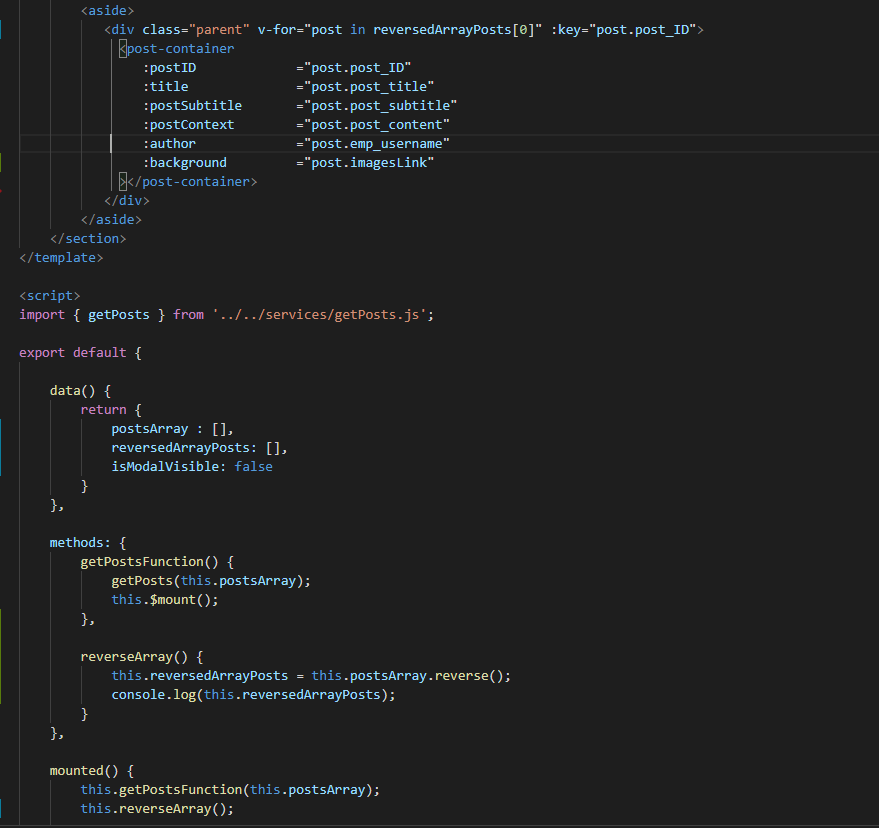 <aside>
<div class="parent" v-for="post in reversedArrayPosts[0]" :key="post.post_ID">
<post-container
:postID ="post.post_ID"
:title ="post.post_title"
:postSubtitle ="post.post_subtitle"
:postContext ="post.post_content"
:author ="post.emp_username"
:background ="post.imagesLink"
></post-container>
</div>
</aside>
</section>
</template>
<script>
import { getPosts } from '../../services/getPosts.js';
export default {
data() {
return {
postsArray : [],
reversedArrayPosts: [],
isModalVisible: false
}
},
methods: {
getPostsFunction() {
getPosts(this.postsArray);
this.$mount();
},
reverseArray() {
this.reversedArrayPosts = this.postsArray.reverse();
console.log(this.reversedArrayPosts);
}
},
mounted() {
this.getPostsFunction(this.postsArray);
this.reverseArray();